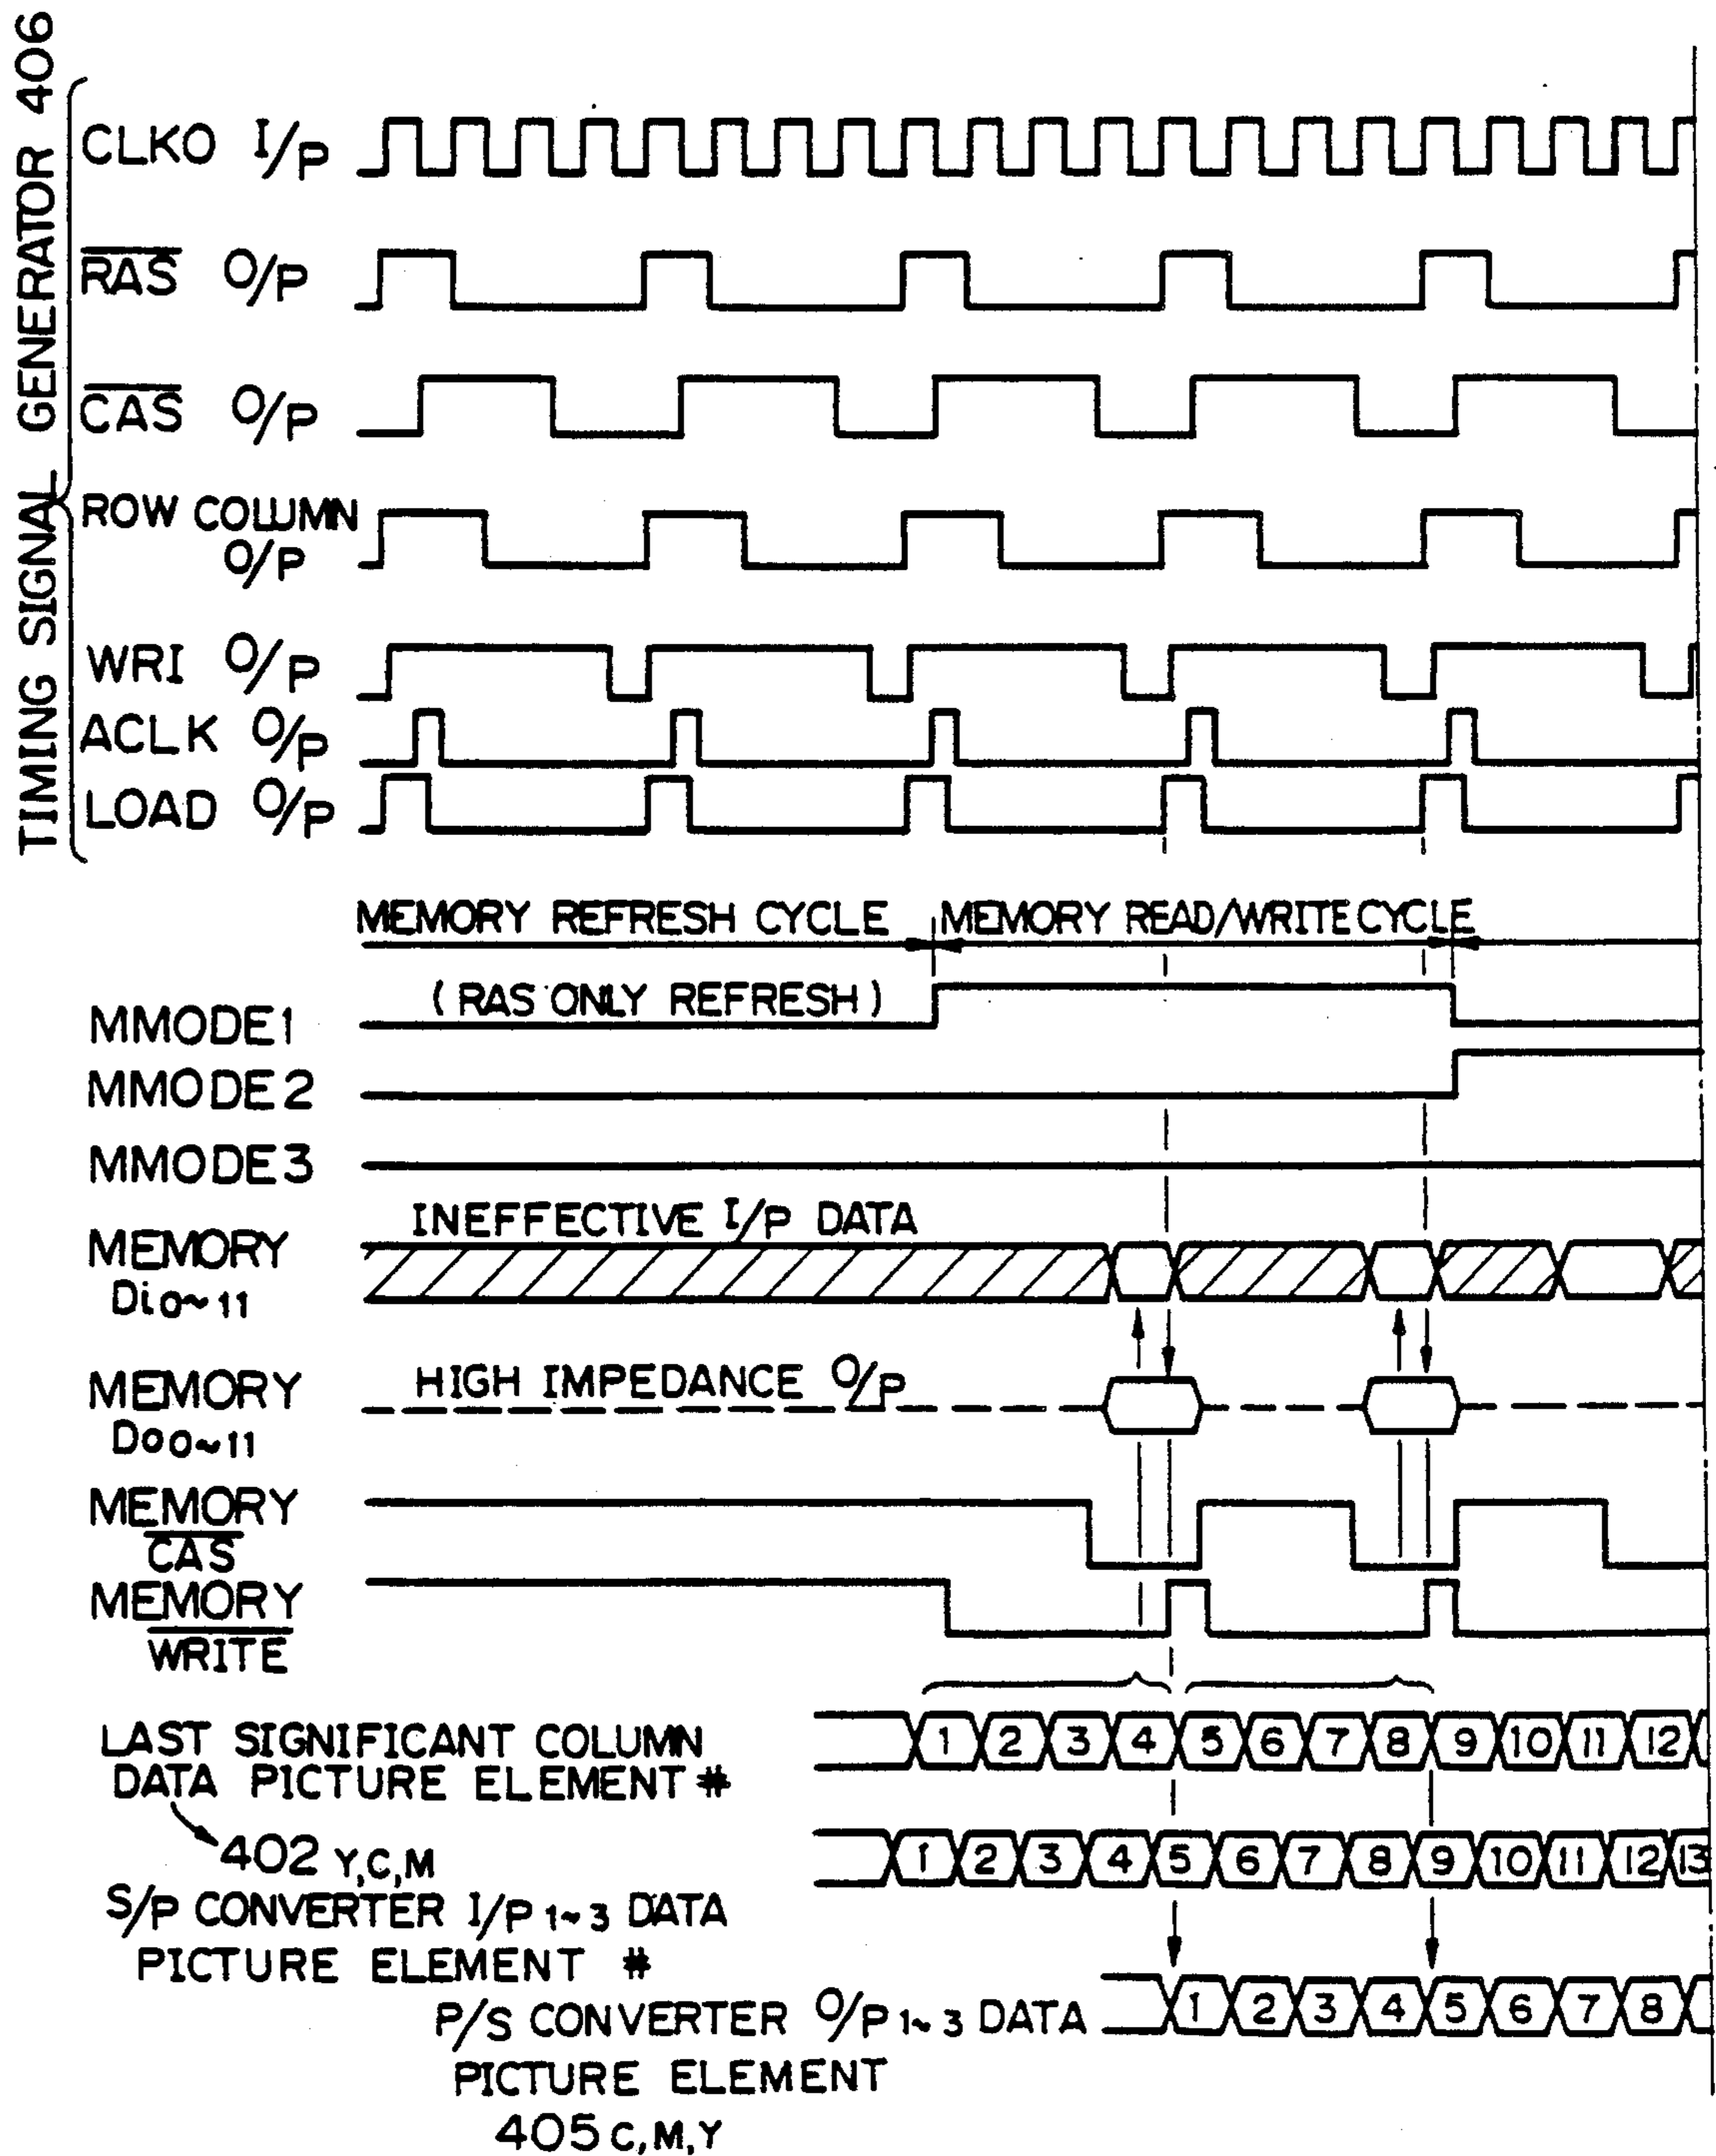 TIMING SIGNAL GENERATOR 406
CLKO I/P
RAS O/P
CAS O/P
ROW COLUMN
O/P
WRI O/P
ACLK O/P
LOAD O/P
MEMORY REFRESH CYCLE
MEMORY READ/WRITE CYCLE
(RAS ONLY REFRESH)
MMODE1
MMODE2
MMODE3
INEFFECTIVE I/P DATA
MEMORY
Di0~11
HIGH IMPEDANCE O/P
MEMORY
Do0~11
MEMORY
CAS
MEMORY
WRITE
LAST SIGNIFICANT COLUMN
DATA PICTURE ELEMENT #
1 2 3 4 5 6 7 8 9 10 11 12
402 Y,C,M
1 2 3 4 5 6 7 8 9 10 11 12 13
S/P CONVERTER I/P 1~3 DATA
PICTURE ELEMENT #
P/S CONVERTER O/P 1~3 DATA
1 2 3 4 5 6 7 8
PICTURE ELEMENT
405 C,M,Y